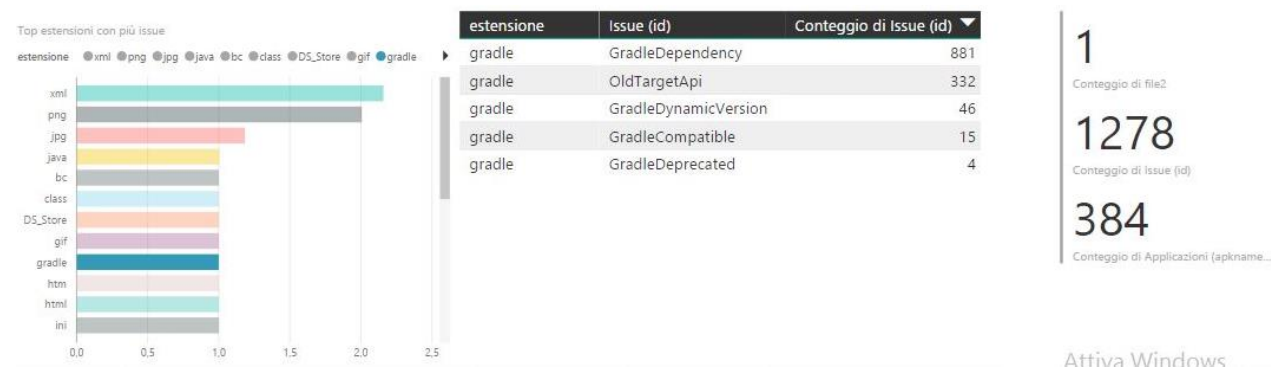 Top estensioni con più issue
estensione xml png jpg java bc class DS_Store gif gradle
xml
png
jpg
java
bc
class
DS_Store
gif
gradle
htm
html
ini
0,0 0,5 1,0 1,5 2,0 2,5
estensione Issue (id) Conteggio di Issue (id)
gradle GradleDependency 881
gradle OldTargetApi 332
gradle GradleDynamicVersion 46
gradle GradleCompatible 15
gradle GradleDeprecated 4
1
Conteggio di file2
1278
Conteggio di Issue (id)
384
Conteggio di Applicazioni (apkname...
Attiva Windows